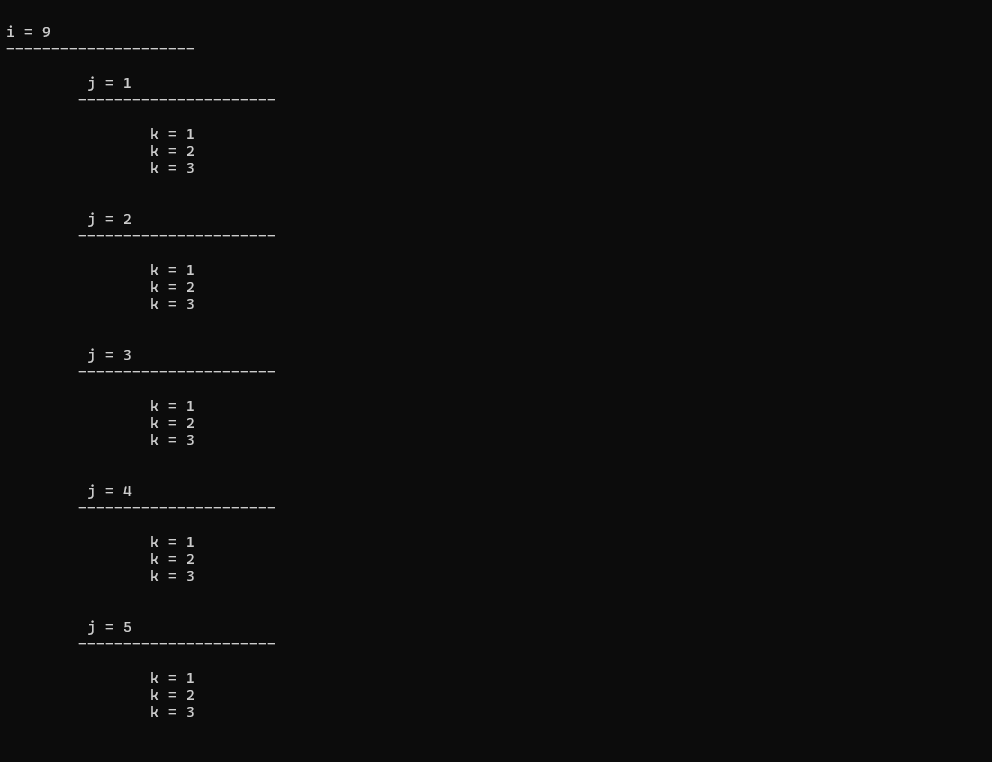 i = 9
---------------------
j = 1
----------------------
k = 1
k = 2
k = 3
j = 2
----------------------
k = 1
k = 2
k = 3
j = 3
----------------------
k = 1
k = 2
k = 3
j = 4
----------------------
k = 1
k = 2
k = 3
j = 5
----------------------
k = 1
k = 2
k = 3